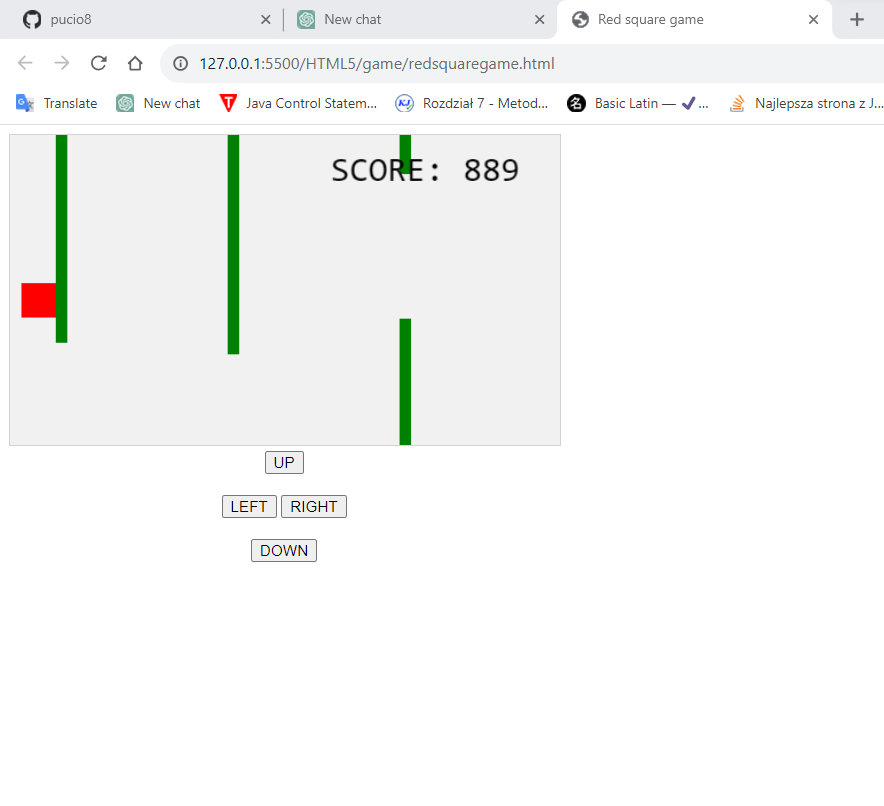 pucio8 New chat Red square game
127.0.0.1:5500/HTML5/game/redsquaregame.html
Translate New chat Java Control Statem... KJ Rozdział 7 - Metod... Basic Latin — ✔ ... Najlepsza strona z J...
SCORE: 889
UP
LEFT RIGHT
DOWN